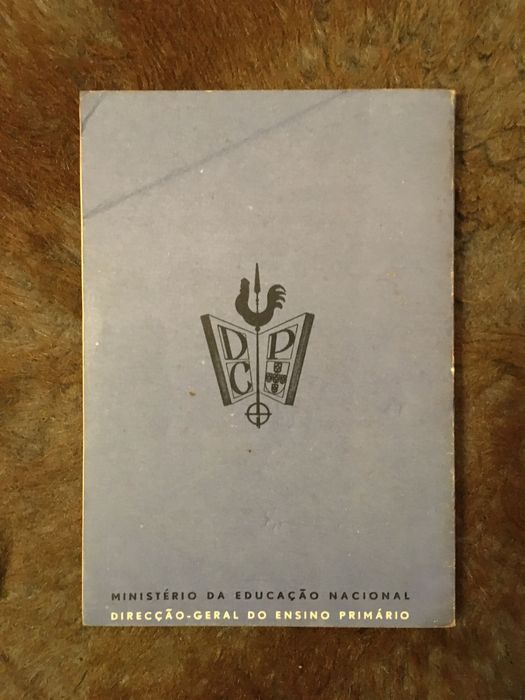 D P
C
MINISTÉRIO DA EDUCAÇÃO NACIONAL
DIRECÇÃO-GERAL DO ENSINO PRIMÁRIO